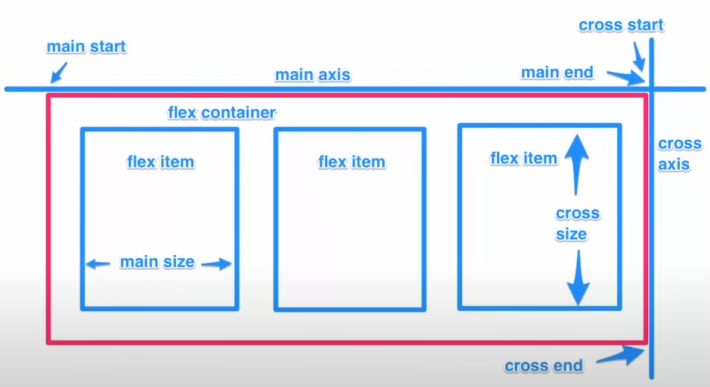 cross start
main start
main axis
main end
flex container
cross
axis
flex item
flex item
flex item
cross
size
main size
cross end